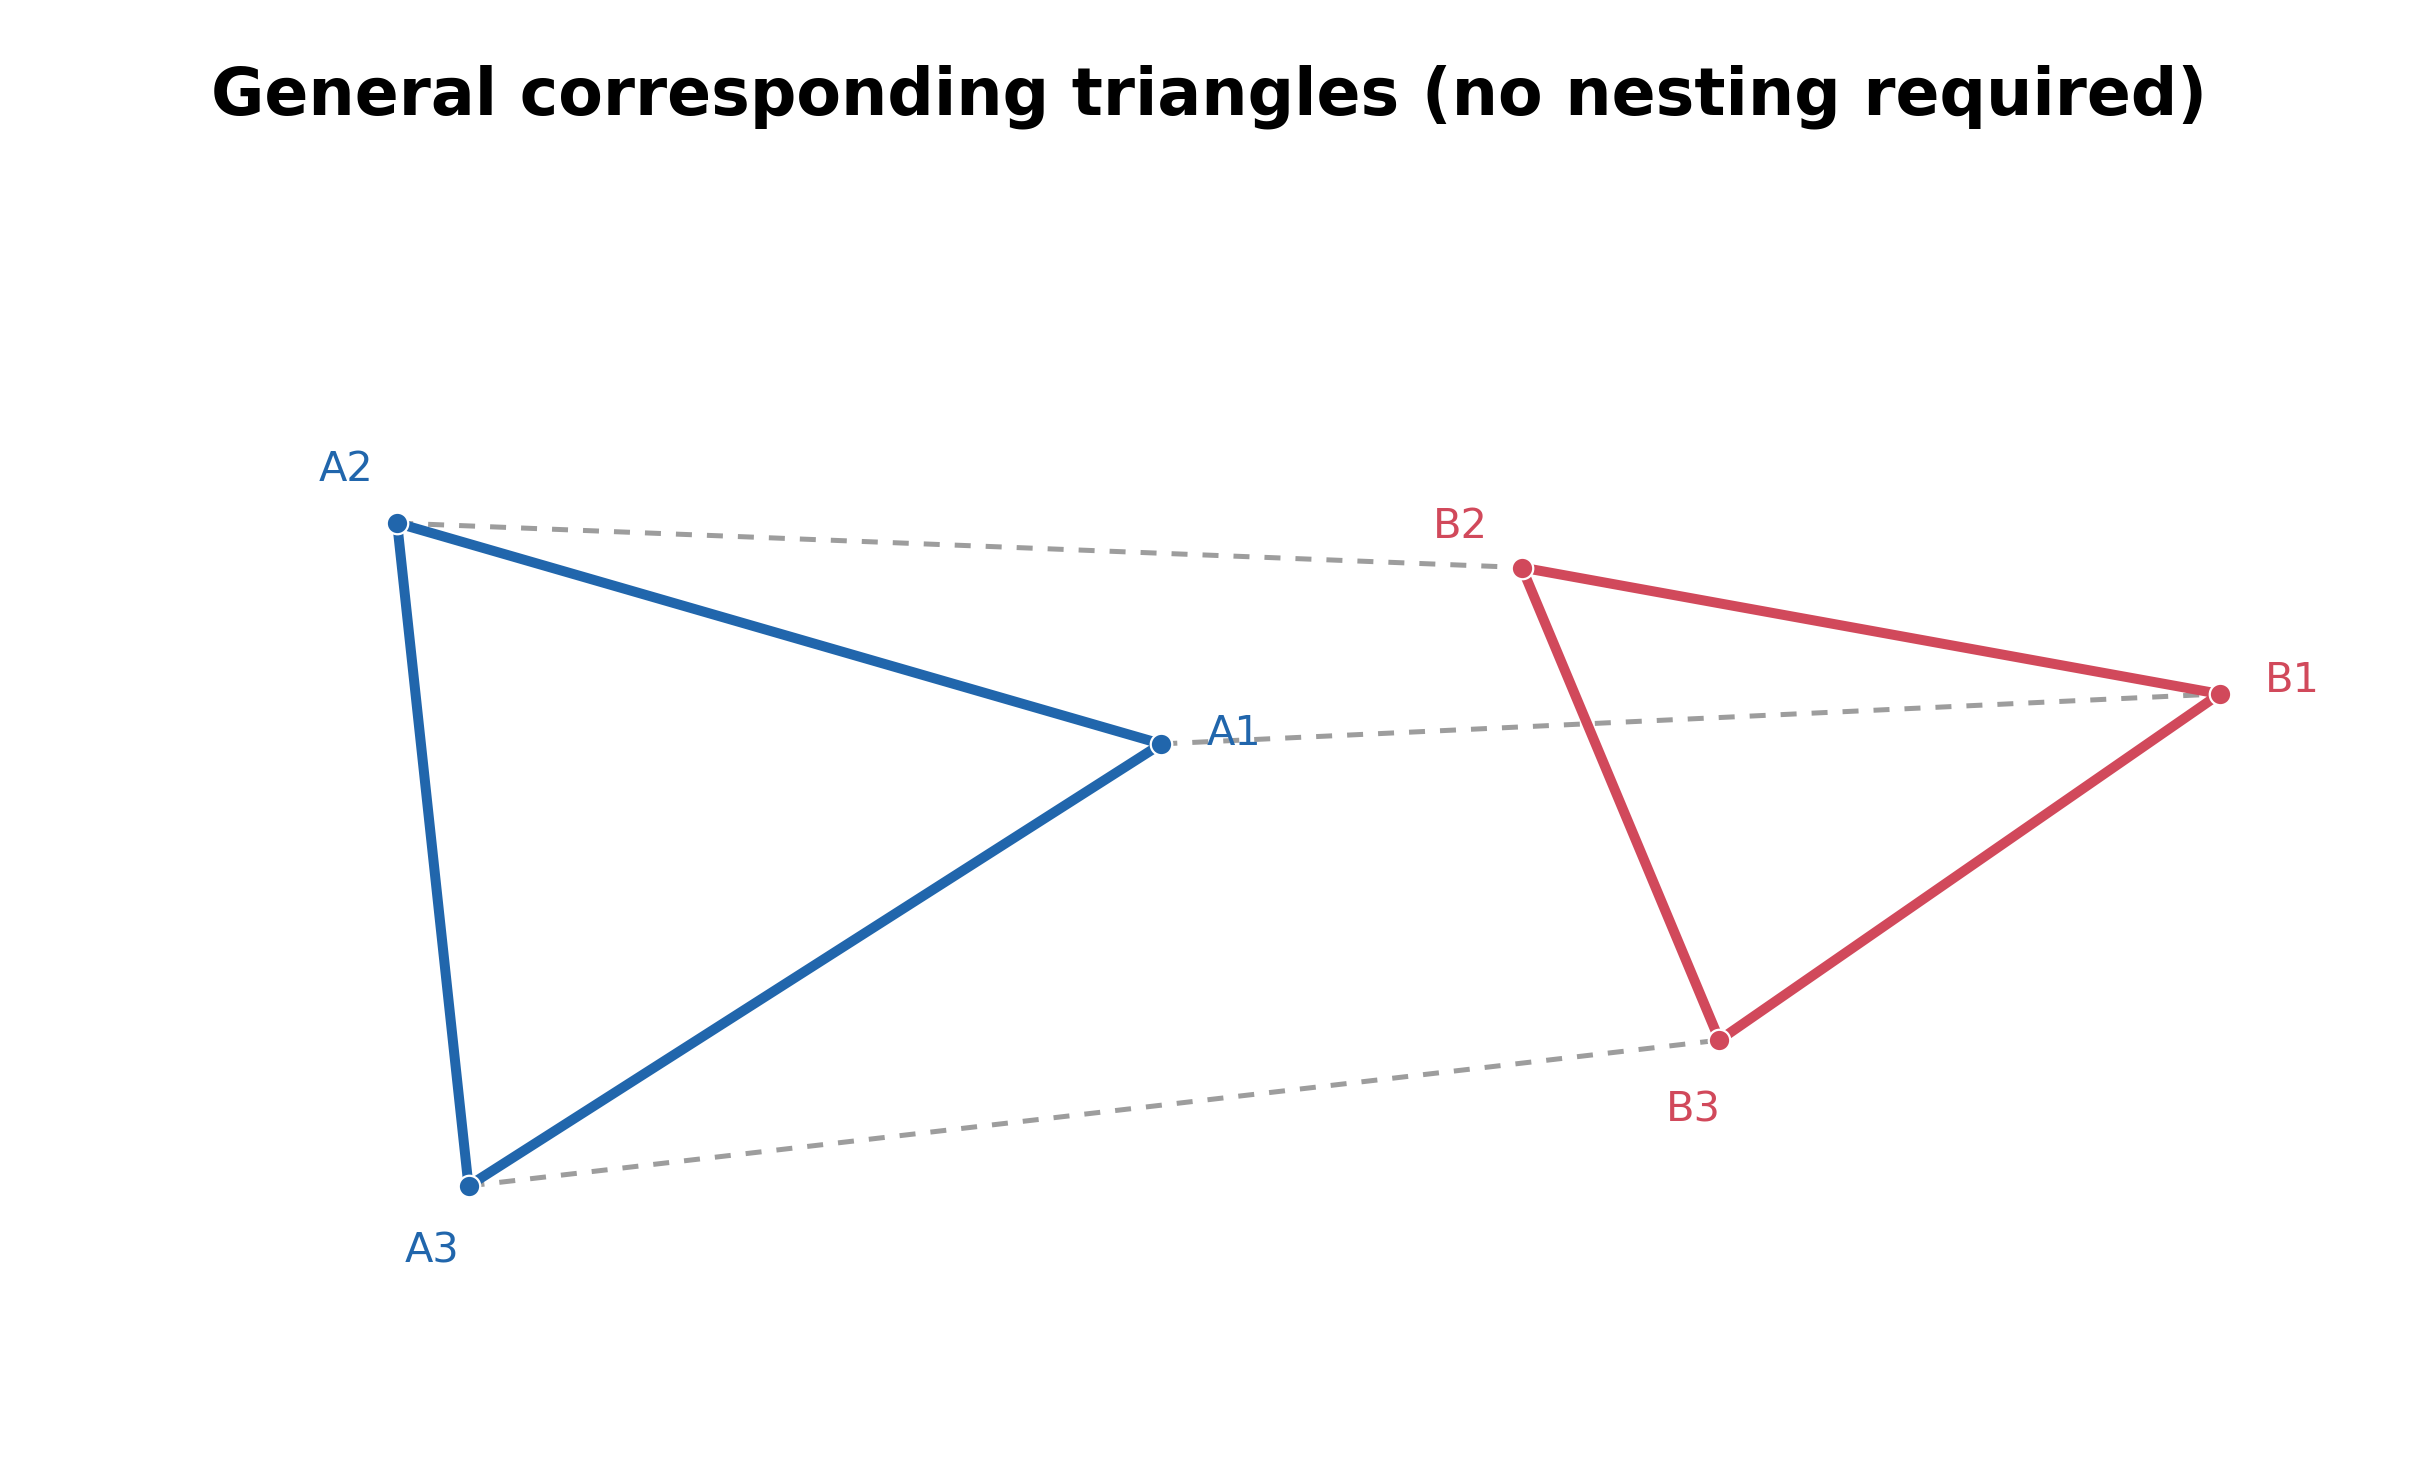 General corresponding triangles (no nesting required)
A2
B2
B1
A1
B3
A3